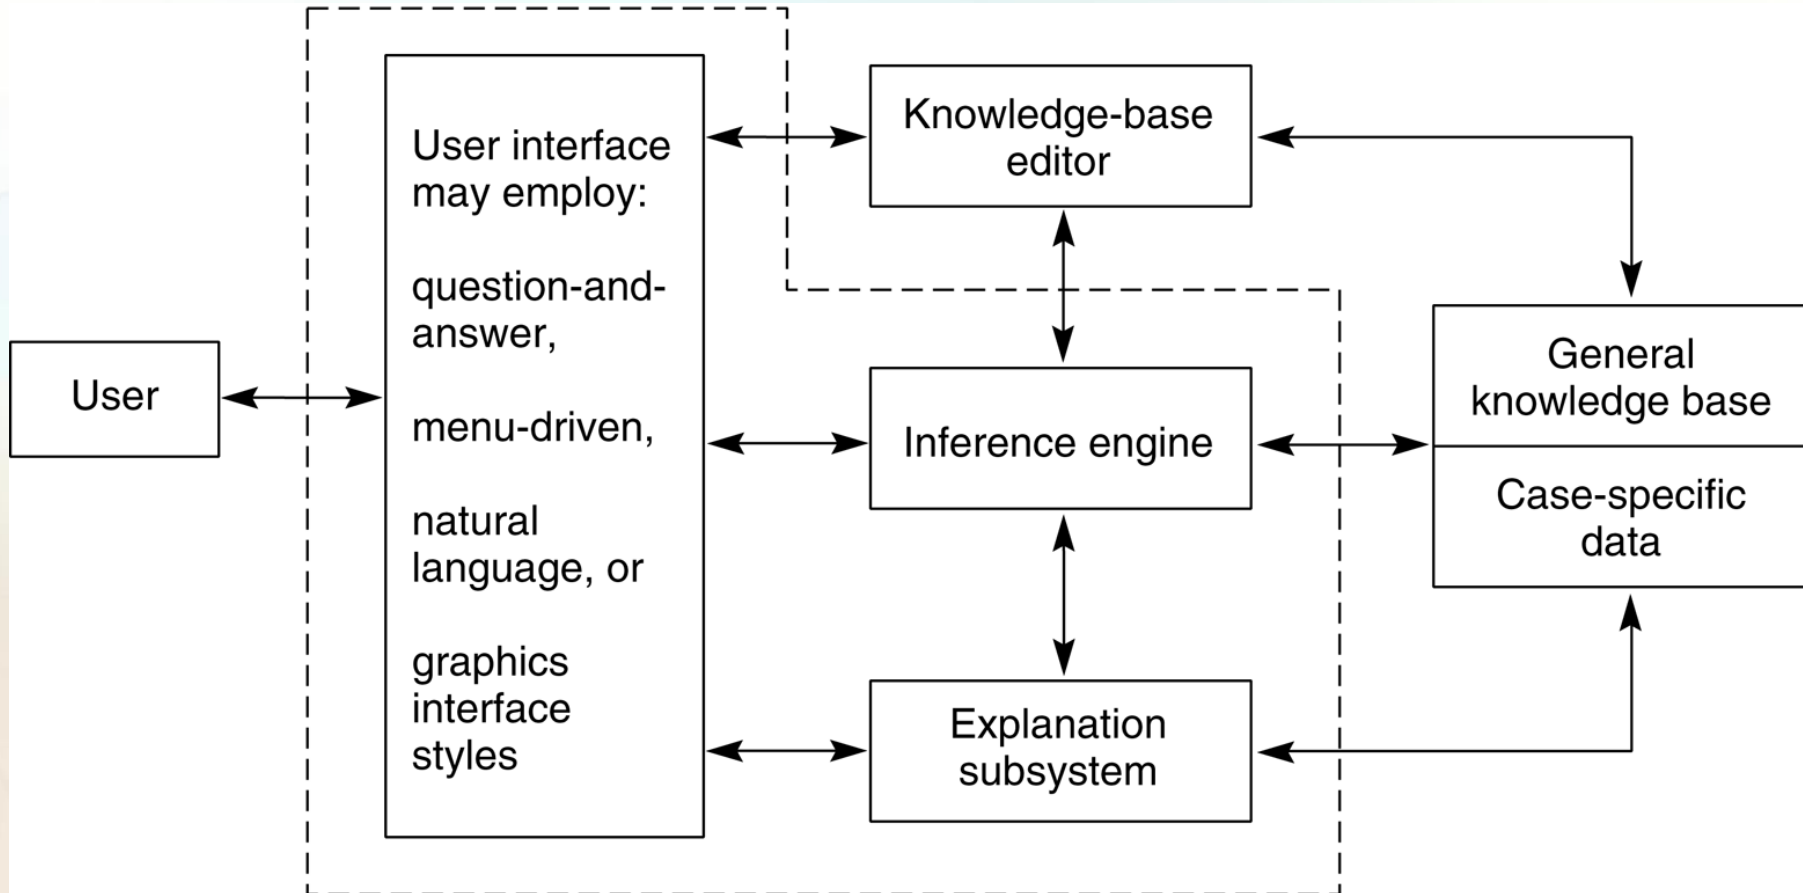 User
User interface
may employ:
question-and-
answer,
menu-driven,
natural
language, or
graphics
interface
styles
Knowledge-base
editor
Inference engine
Explanation
subsystem
General
knowledge base
Case-specific
data